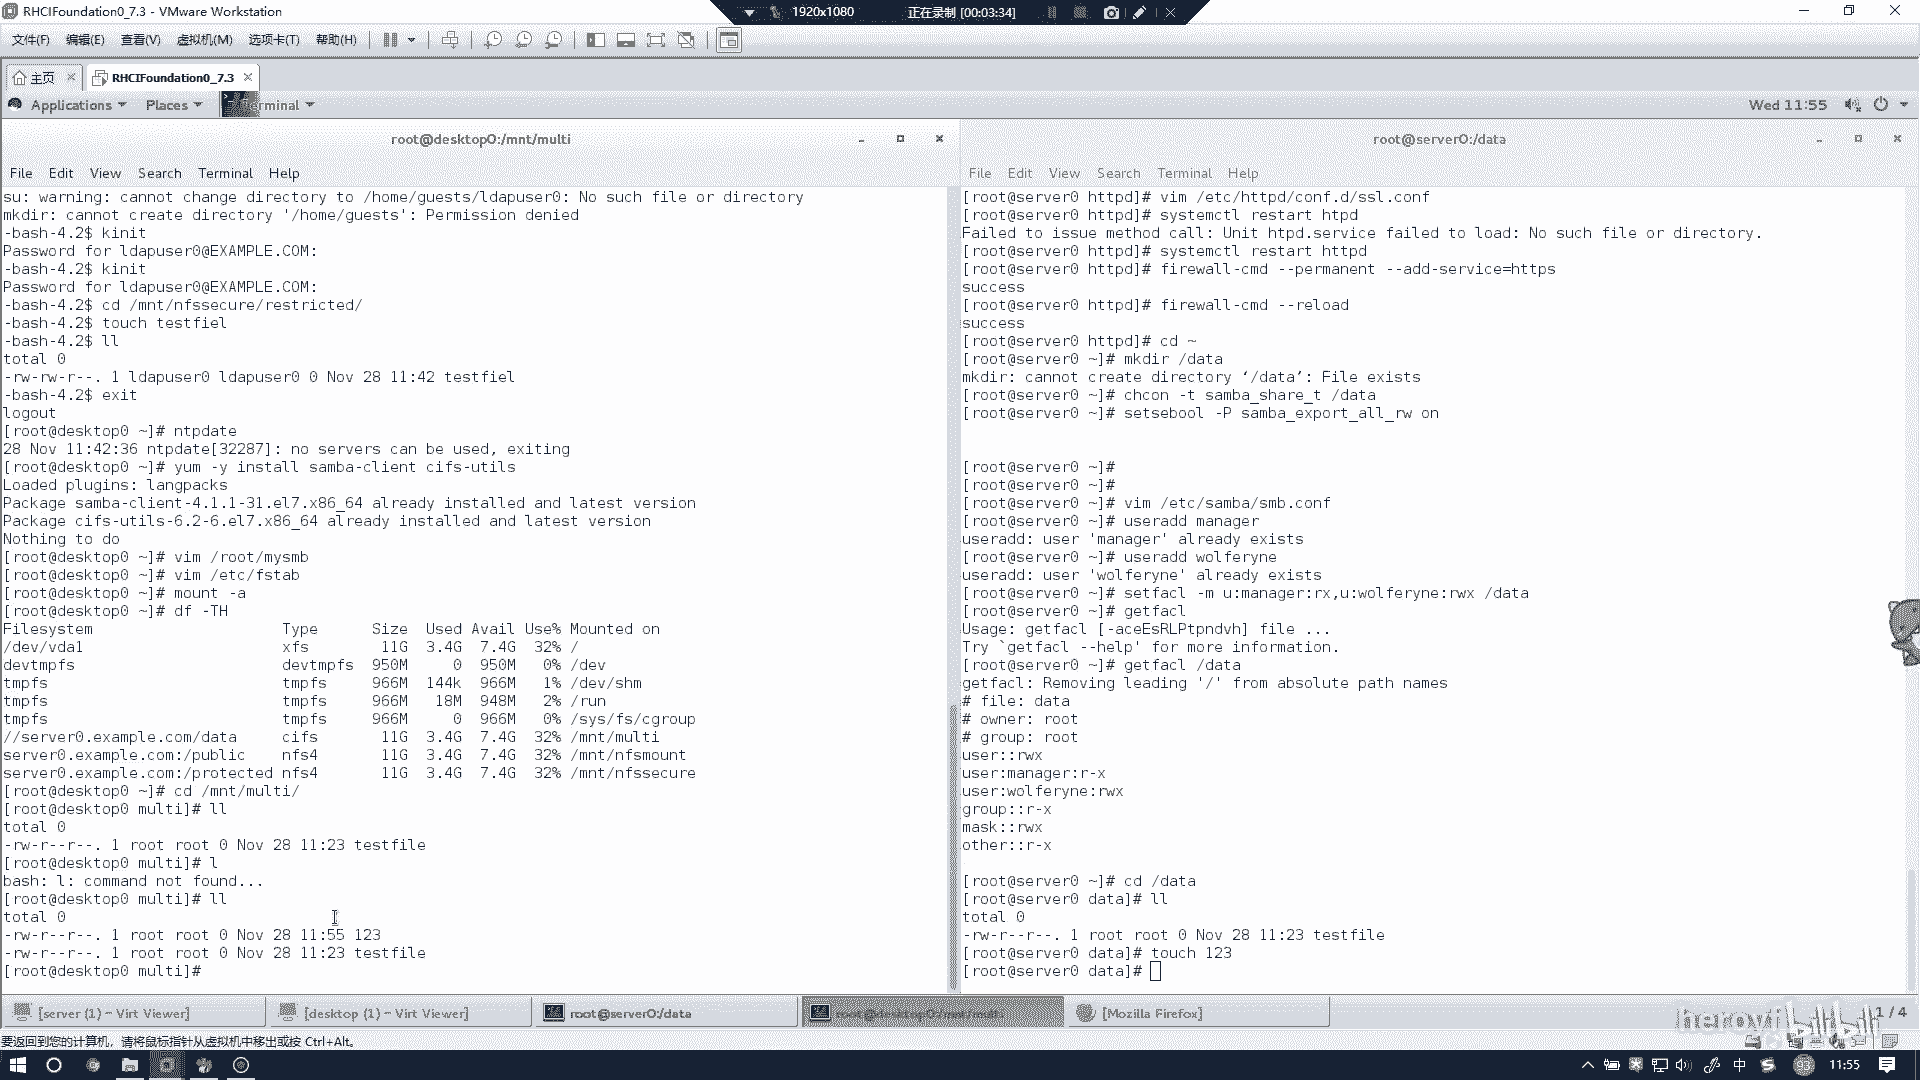 RHCIFoundation0_7.3 - VMware Workstation
1920x1080
正在录制 [00:03:34]
文件(F) 编辑(E) 查看(V) 虚拟机(M) 选项卡(T) 帮助(H)
主页
RHCIFoundation0_7.3
Applications Places Terminal
Wed 11:55
root@desktop0:/mnt/multi
File Edit View Search Terminal Help
su: warning: cannot change directory to /home/guests/ldapuser0: No such file or directory
mkdir: cannot create directory '/home/guests': Permission denied
-bash-4.2$ kinit
Password for ldapuser0@EXAMPLE.COM:
-bash-4.2$ kinit
Password for ldapuser0@EXAMPLE.COM:
-bash-4.2$ cd /mnt/nfssecure/restricted/
-bash-4.2$ touch testfiel
-bash-4.2$ ll
total 0
-rw-rw-r--. 1 ldapuser0 ldapuser0 0 Nov 28 11:42 testfiel
-bash-4.2$ exit
logout
[root@desktop0 ~]# ntpdate
28 Nov 11:42:36 ntpdate[32287]: no servers can be used, exiting
[root@desktop0 ~]# yum -y install samba-client cifs-utils
Loaded plugins: langpacks
Package samba-client-4.1.1-31.el7.x86_64 already installed and latest version
Package cifs-utils-6.2-6.el7.x86_64 already installed and latest version
Nothing to do
[root@desktop0 ~]# vim /root/mysmb
[root@desktop0 ~]# vim /etc/fstab
[root@desktop0 ~]# mount -a
[root@desktop0 ~]# df -TH
Filesystem Type Size Used Avail Use% Mounted on
/dev/vda1 xfs 11G 3.4G 7.4G 32% /
devtmpfs devtmpfs 950M 0 950M 0% /dev
tmpfs tmpfs 966M 144k 966M 1% /dev/shm
tmpfs tmpfs 966M 18M 948M 2% /run
tmpfs tmpfs 966M 0 966M 0% /sys/fs/cgroup
//server0.example.com/data cifs 11G 3.4G 7.4G 32% /mnt/multi
server0.example.com:/public nfs4 11G 3.4G 7.4G 32% /mnt/nfsmount
server0.example.com:/protected nfs4 11G 3.4G 7.4G 32% /mnt/nfssecure
[root@desktop0 ~]# cd /mnt/multi/
[root@desktop0 multi]# ll
total 0
-rw-r--r--. 1 root root 0 Nov 28 11:23 testfile
[root@desktop0 multi]# l
bash: l: command not found...
[root@desktop0 multi]# ll
total 0
-rw-r--r--. 1 root root 0 Nov 28 11:55 123
-rw-r--r--. 1 root root 0 Nov 28 11:23 testfile
[root@desktop0 multi]#
root@server0:/data
File Edit View Search Terminal Help
[root@server0 httpd]# vim /etc/httpd/conf.d/ssl.conf
[root@server0 httpd]# systemctl restart htpd
Failed to issue method call: Unit htpd.service failed to load: No such file or directory.
[root@server0 httpd]# systemctl restart httpd
[root@server0 httpd]# firewall-cmd --permanent --add-service=https
success
[root@server0 httpd]# firewall-cmd --reload
success
[root@server0 httpd]# cd ~
[root@server0 ~]# mkdir /data
mkdir: cannot create directory ‘/data’: File exists
[root@server0 ~]# chcon -t samba_share_t /data
[root@server0 ~]# setsebool -P samba_export_all_rw on
[root@server0 ~]#
[root@server0 ~]#
[root@server0 ~]# vim /etc/samba/smb.conf
[root@server0 ~]# useradd manager
useradd: user 'manager' already exists
[root@server0 ~]# useradd wolferyne
useradd: user 'wolferyne' already exists
[root@server0 ~]# setfacl -m u:manager:rx,u:wolferyne:rwx /data
[root@server0 ~]# getfacl
Usage: getfacl [-aceEsRLPtpndvh] file ...
Try `getfacl --help' for more information.
[root@server0 ~]# getfacl /data
getfacl: Removing leading '/' from absolute path names
# file: data
# owner: root
# group: root
user::rwx
user:manager:r-x
user:wolferyne:rwx
group::r-x
mask::rwx
other::r-x
[root@server0 ~]# cd /data
[root@server0 data]# ll
total 0
-rw-r--r--. 1 root root 0 Nov 28 11:23 testfile
[root@server0 data]# touch 123
[root@server0 data]#
[server (1) – Virt Viewer]
[desktop (1) – Virt Viewer]
root@server0:/data
root@desktop0:/mnt/multi
[Mozilla Firefox]
1 / 4
bilibili
要返回到您的计算机，请将鼠标指针从虚拟机中移出或按 Ctrl+Alt。
中
93
11:55